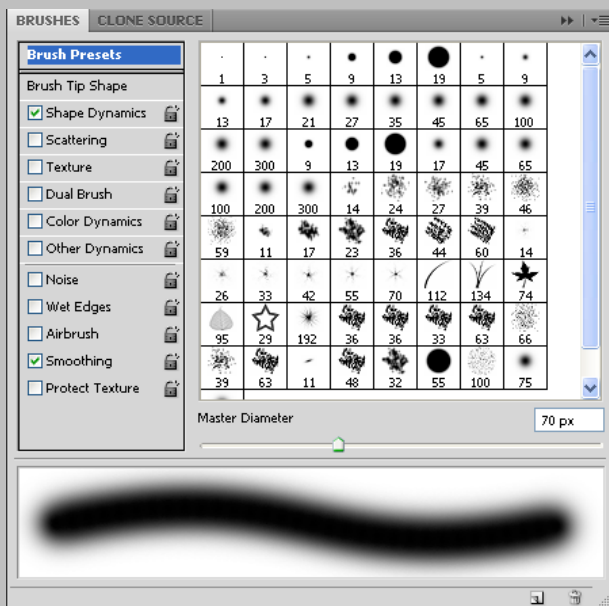 BRUSHES CLONE SOURCE
Brush Presets
Brush Tip Shape
Shape Dynamics
Scattering
Texture
Dual Brush
Color Dynamics
Other Dynamics
Noise
Wet Edges
Airbrush
Smoothing
Protect Texture
1 3 5 9 13 19 5 9
13 17 21 27 35 45 65 100
200 300 9 13 19 17 45 65
100 200 300 14 24 27 39 46
59 11 17 23 36 44 60 14
26 33 42 55 70 112 134 74
95 29 192 36 36 33 63 66
39 63 11 48 32 55 100 75
Master Diameter 70 px